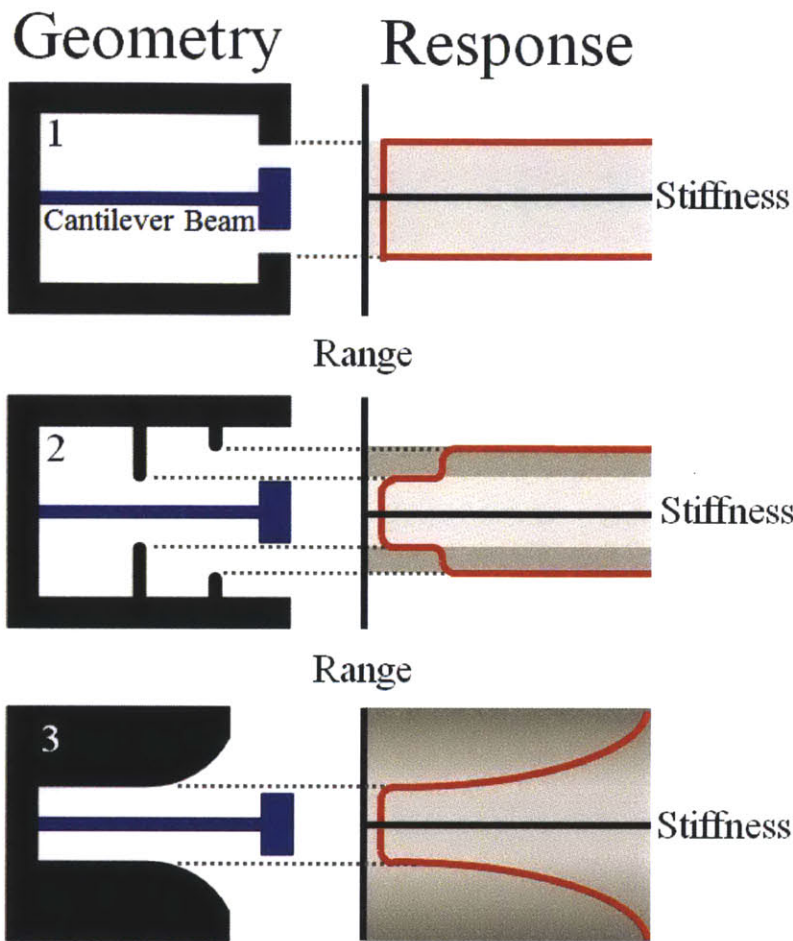 Geometry
Response
1
Cantilever Beam
Stiffness
Range
2
Stiffness
Range
3
Stiffness